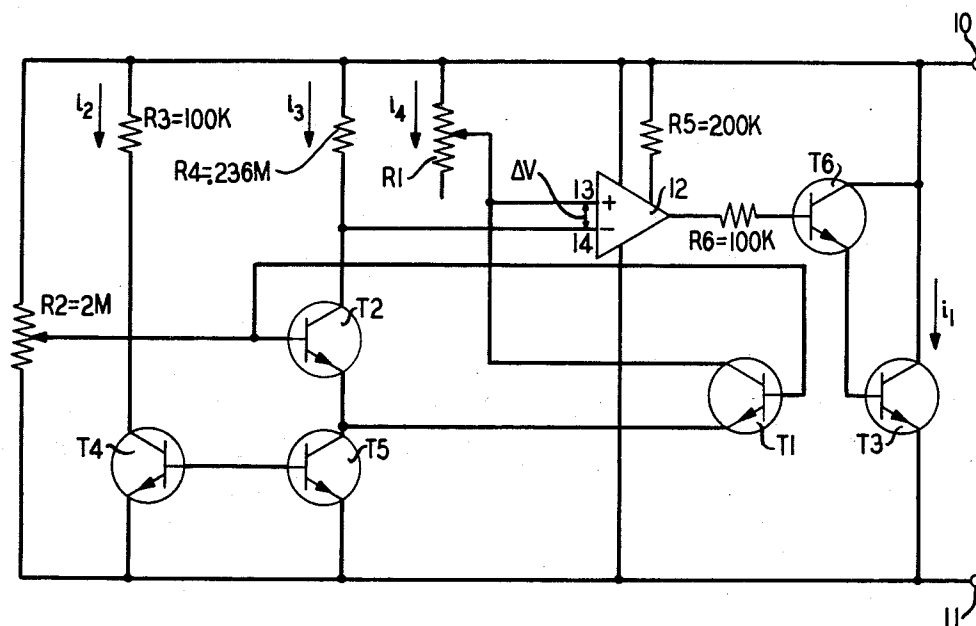 10
i2
R3=100K
i3
R4=.236M
i4
R1
R5=200K
ΔV
13
+
12
T6
14
−
R6=100K
R2=2M
T2
i1
T4
T5
T1
T3
11